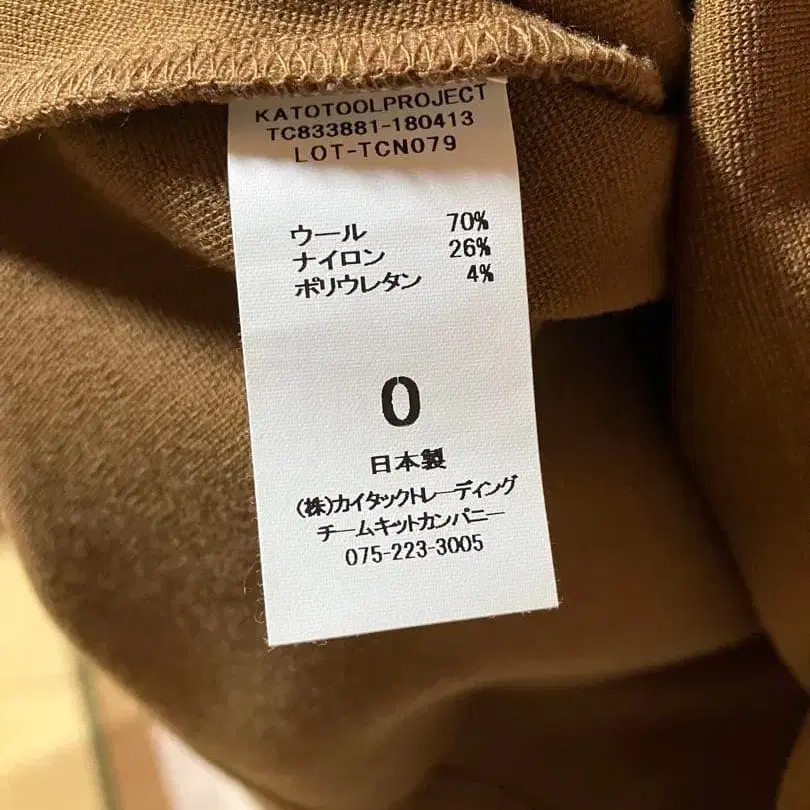 KATOTOOLPROJECT
TC833881-180413
LOT-TCN079
ウール 70%
ナイロン 26%
ポリウレタン 4%
0
日本製
(株)カイタックトレーディング
チームキットカンパニー
075-223-3005